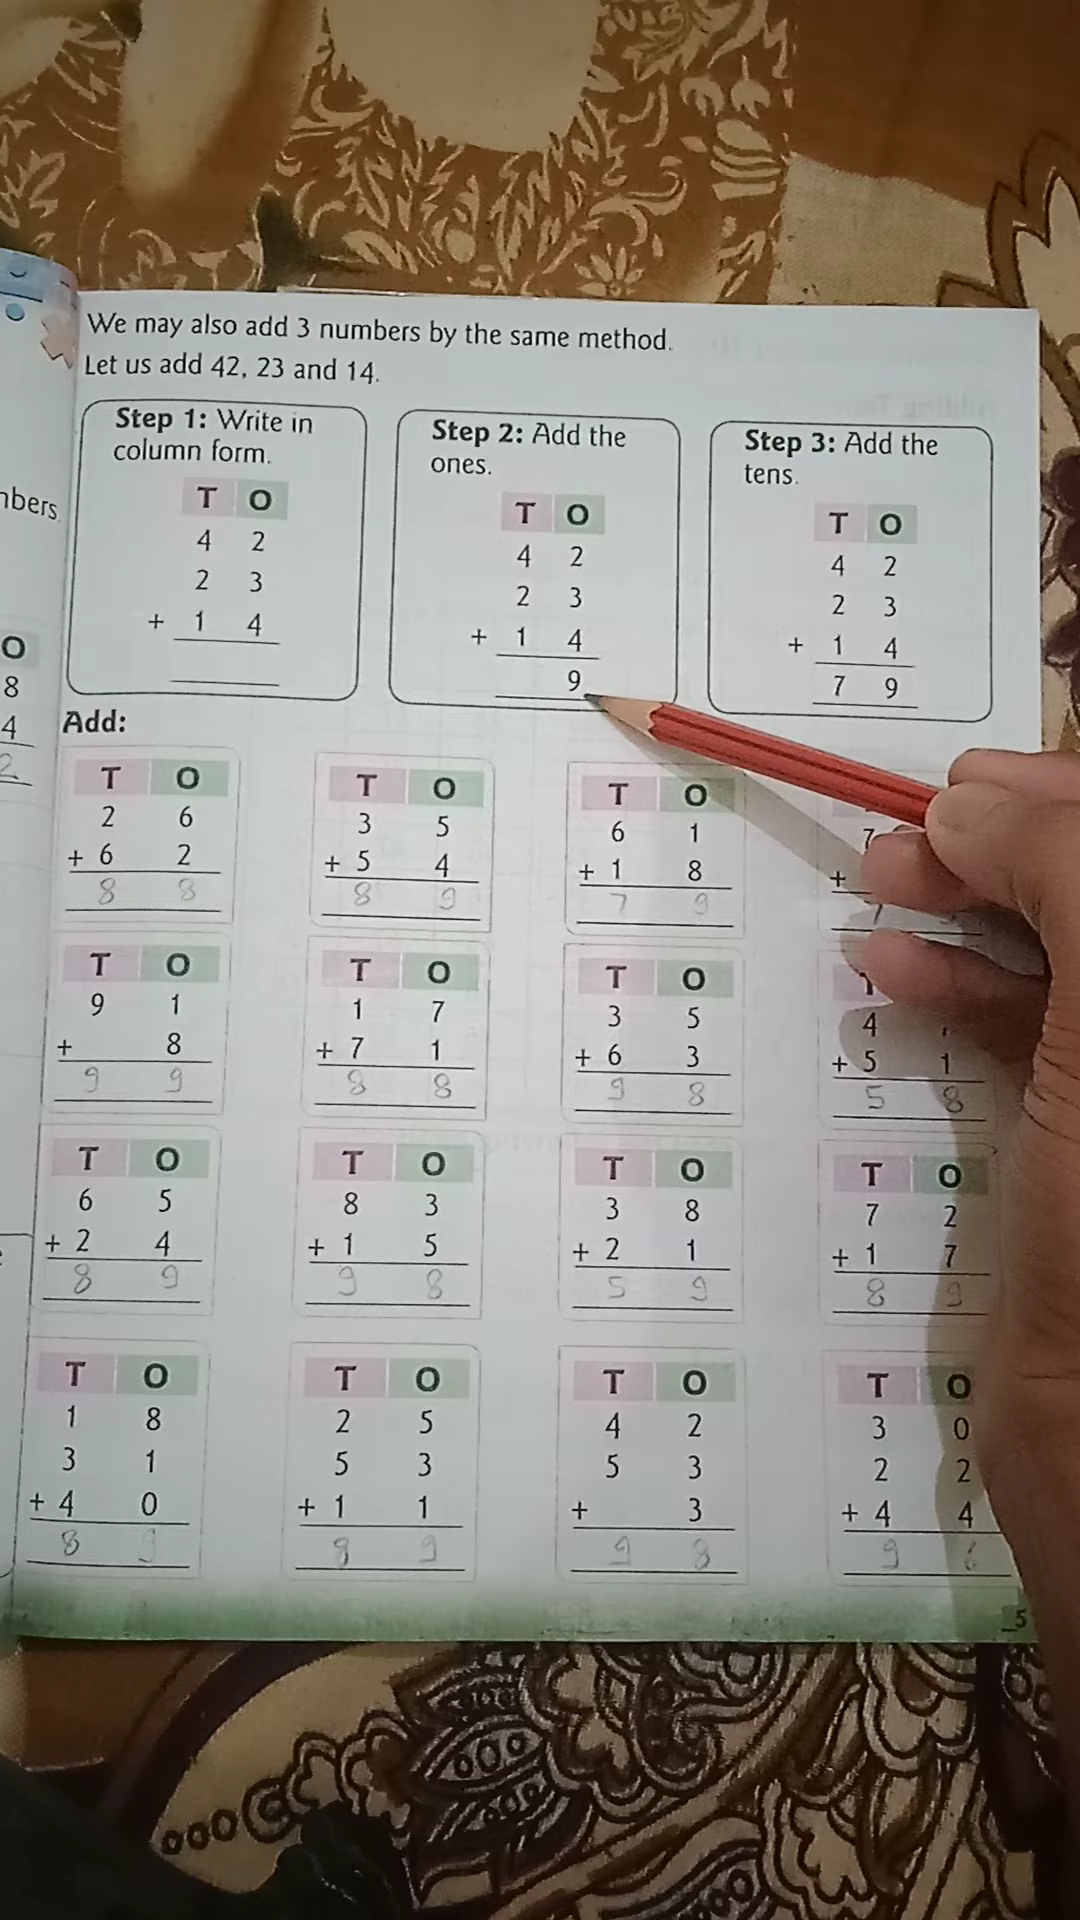 We may also add 3 numbers by the same method.
Let us add 42, 23 and 14.
Step 1: Write in
column form.
T O
4 2
2 3
+ 1 4
Step 2: Add the
ones.
T O
4 2
2 3
+ 1 4
9
Step 3: Add the
tens.
T O
4 2
2 3
+ 1 4
7 9
O
8
4
2
Add:
T O
2 6
+ 6 2
8 8
T O
3 5
+ 5 4
8 9
T O
6 1
+ 1 8
7 9
7
+
7
T O
9 1
+ 8
9 9
T O
1 7
+ 7 1
8 8
T O
3 5
+ 6 3
9 8
T
4
+ 5 1
5 8
T O
6 5
+ 2 4
8 9
T O
8 3
+ 1 5
9 8
T O
3 8
+ 2 1
5 9
T O
7 2
+ 1 7
8 9
T O
1 8
3 1
+ 4 0
8 9
T O
2 5
5 3
+ 1 1
8 9
T O
4 2
5 3
+ 3
9 8
T O
3 0
2 2
+ 4 4
9 6
5